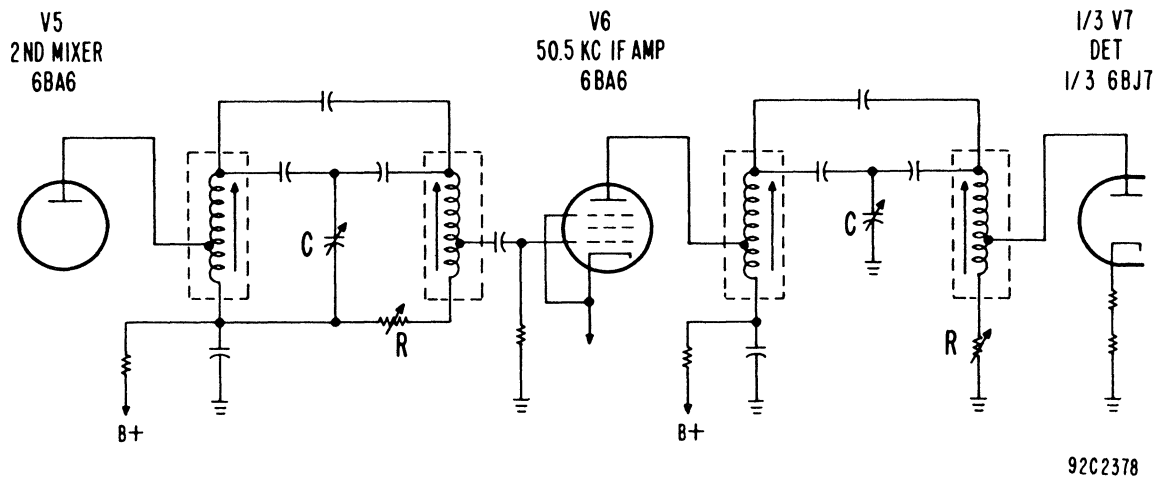 V5
2ND MIXER
6BA6
V6
50.5 KC IF AMP
6BA6
1/3 V7
DET
1/3 6BJ7
C
R
B+
C
R
B+
92C2378